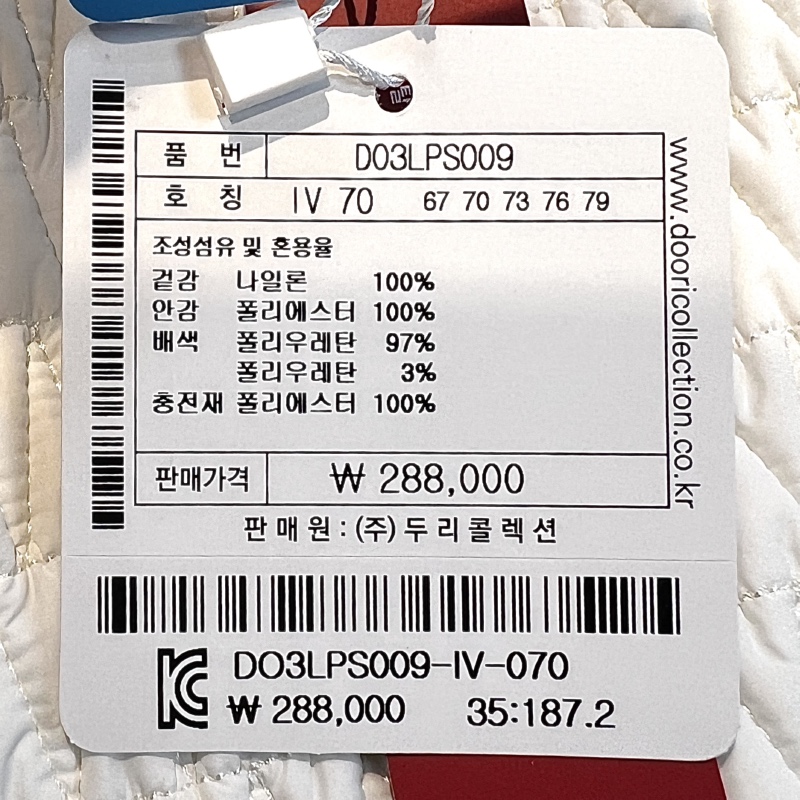 품 번 DO3LPS009
호 칭 IV 70 67 70 73 76 79
조성섬유 및 혼용율
겉감 나일론 100%
안감 폴리에스터 100%
배색 폴리우레탄 97%
폴리우레탄 3%
충전재 폴리에스터 100%
판매가격 ₩ 288,000
판매원 : (주)두리콜렉션
www.dooricollection.co.kr
DO3LPS009-IV-070
₩ 288,000 35:187.2